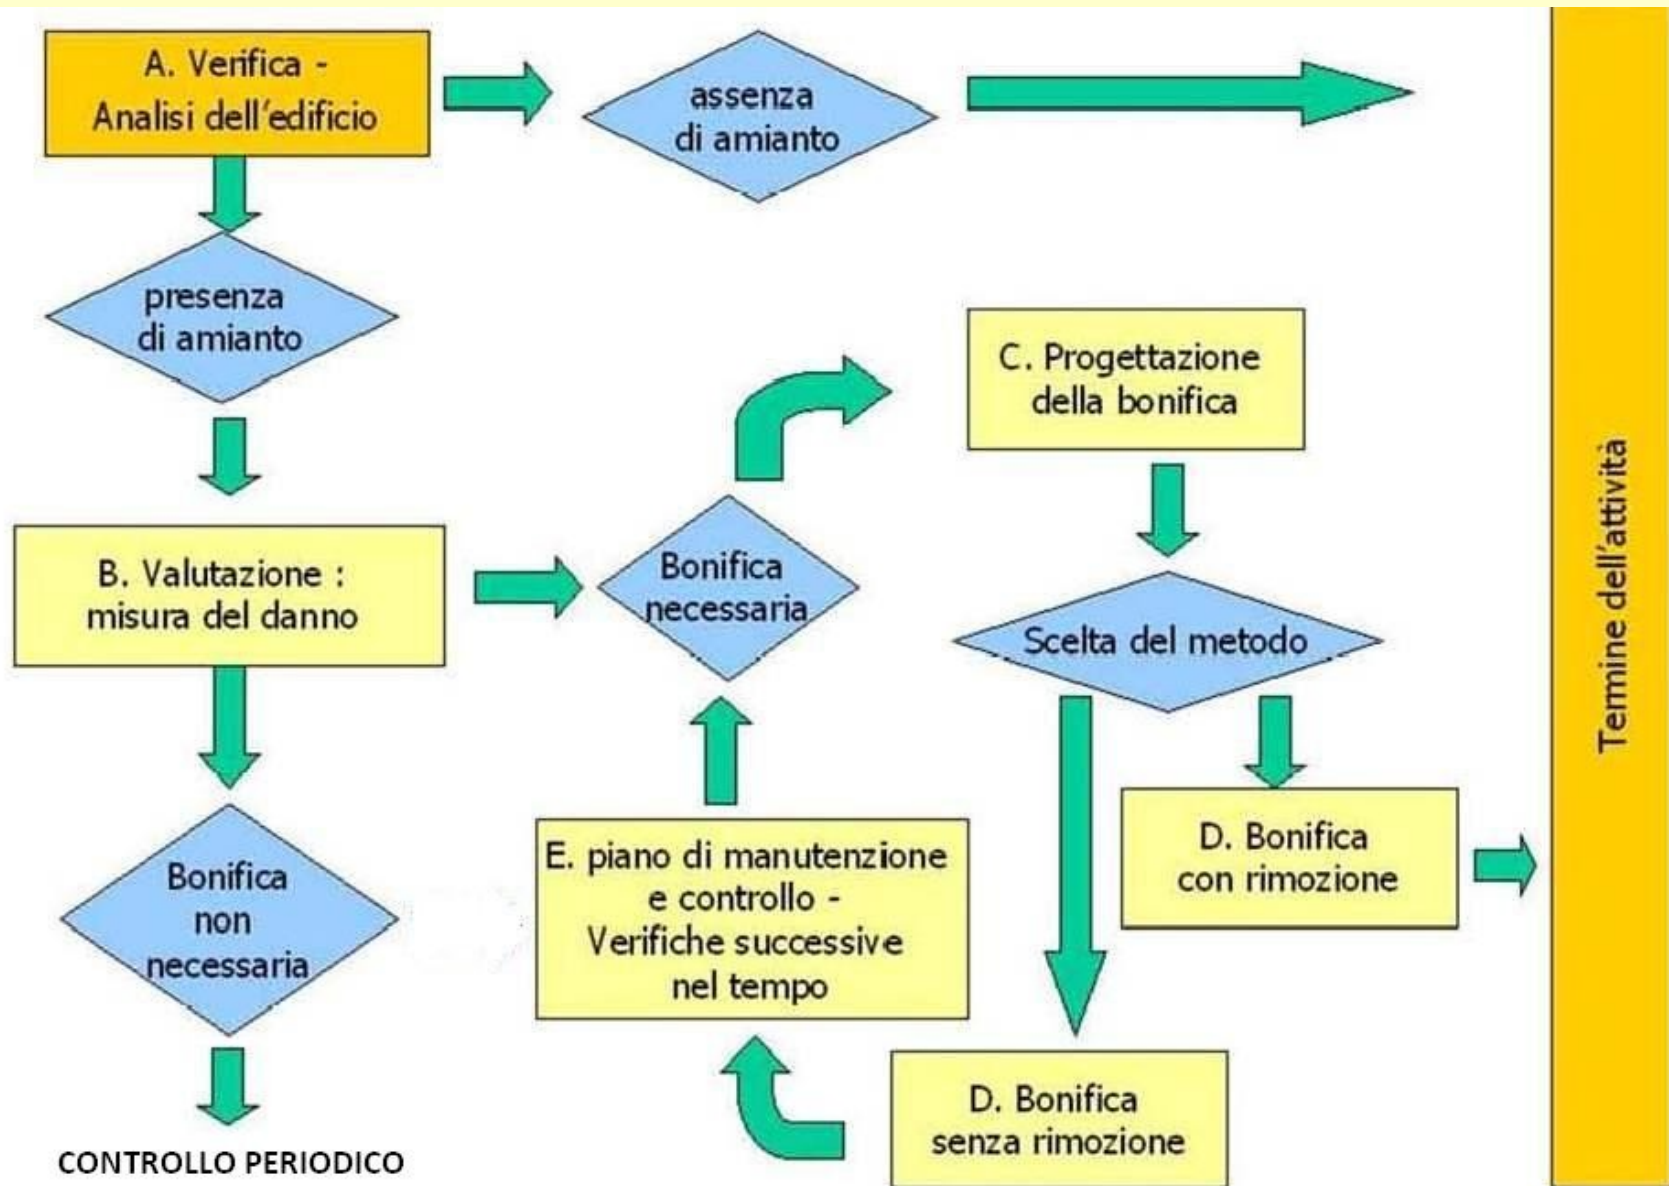 A. Verifica -
Analisi dell'edificio
assenza
di amianto
presenza
di amianto
C. Progettazione
della bonifica
B. Valutazione :
misura del danno
Bonifica
necessaria
Scelta del metodo
Bonifica
non
necessaria
E. piano di manutenzione
e controllo -
Verifiche successive
nel tempo
D. Bonifica
con rimozione
D. Bonifica
senza rimozione
CONTROLLO PERIODICO
Termine dell'attività